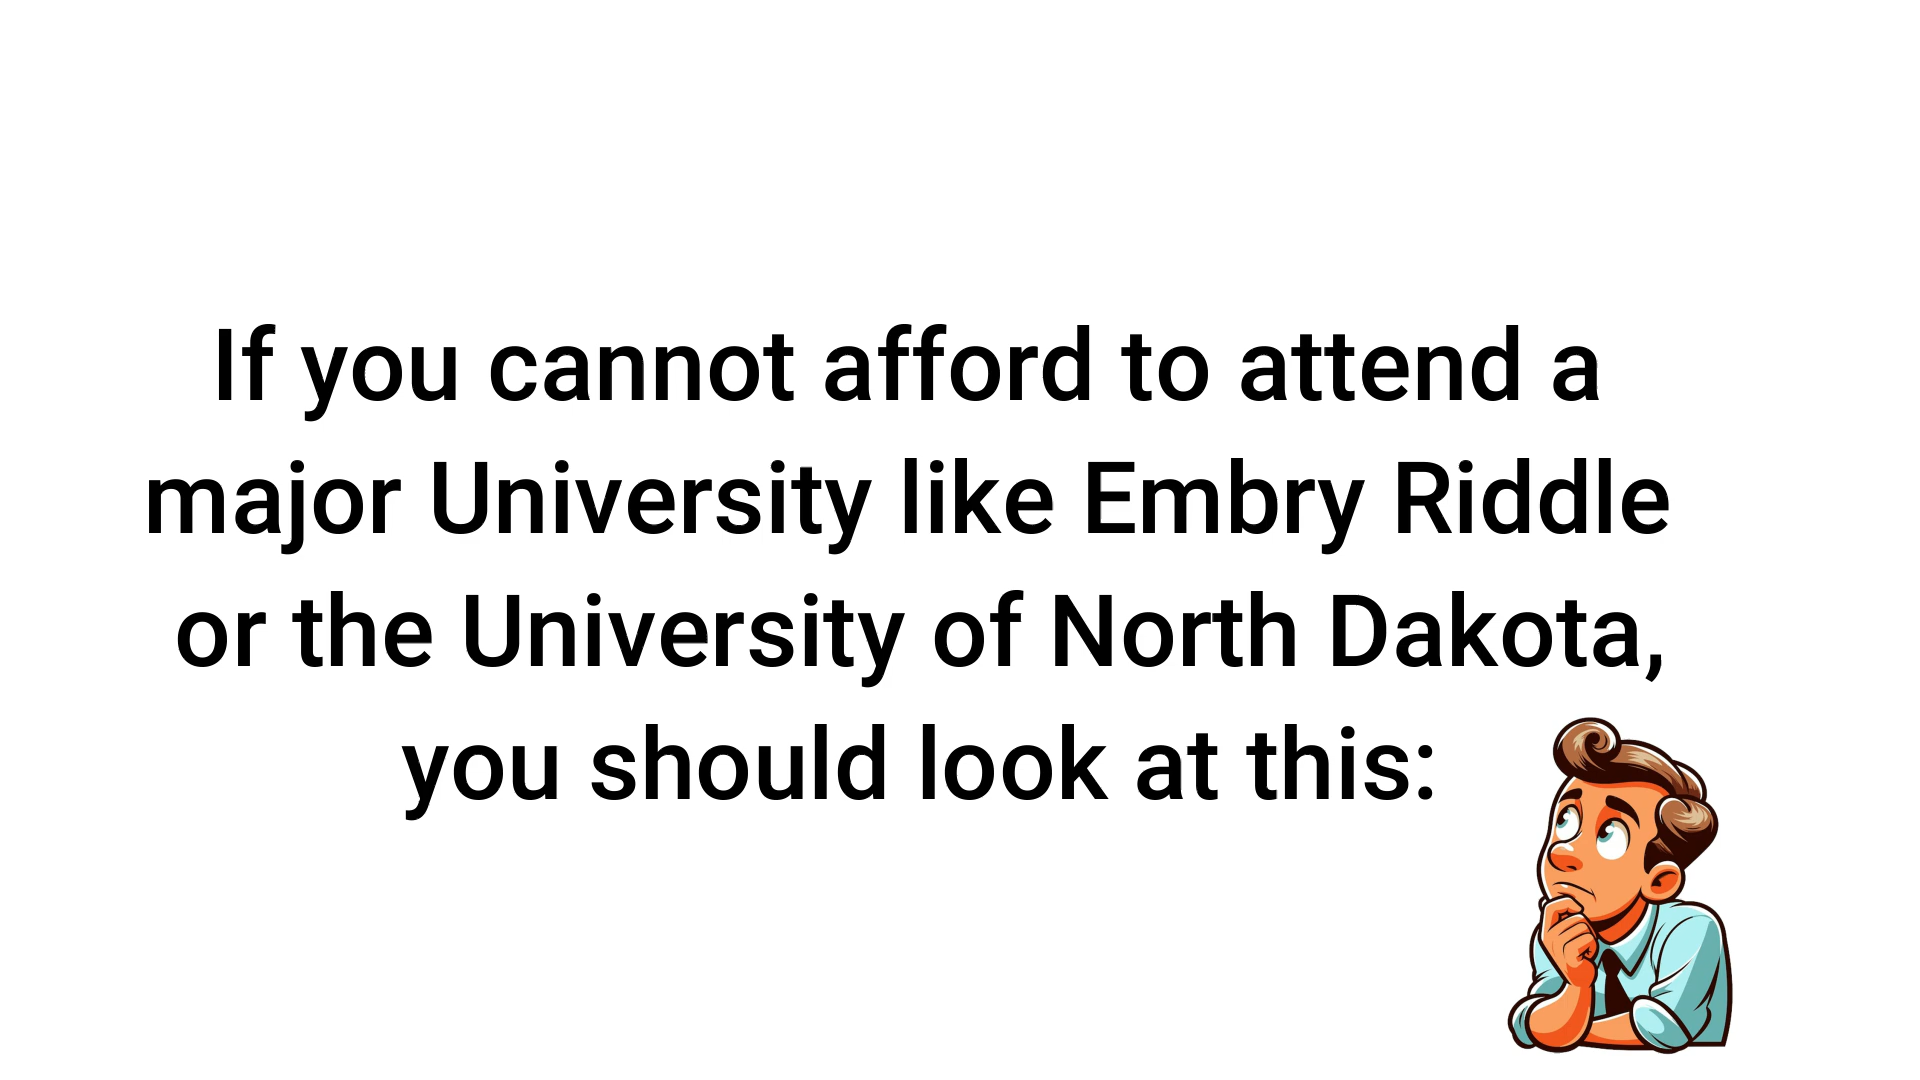 If you cannot afford to attend a
major University like Embry Riddle
or the University of North Dakota,
you should look at this: